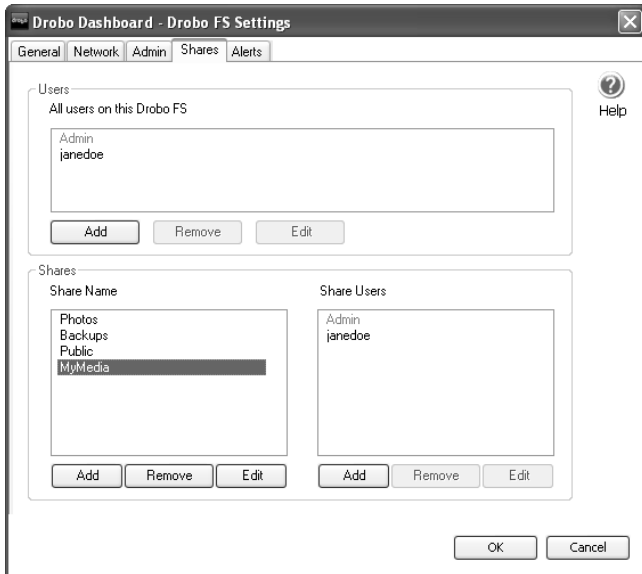 Drobo Dashboard - Drobo FS Settings
General Network Admin Shares Alerts
Help
Users
All users on this Drobo FS
Admin
janedoe
Add Remove Edit
Shares
Share Name
Photos
Backups
Public
MyMedia
Add Remove Edit
Share Users
Admin
janedoe
Add Remove Edit
OK Cancel